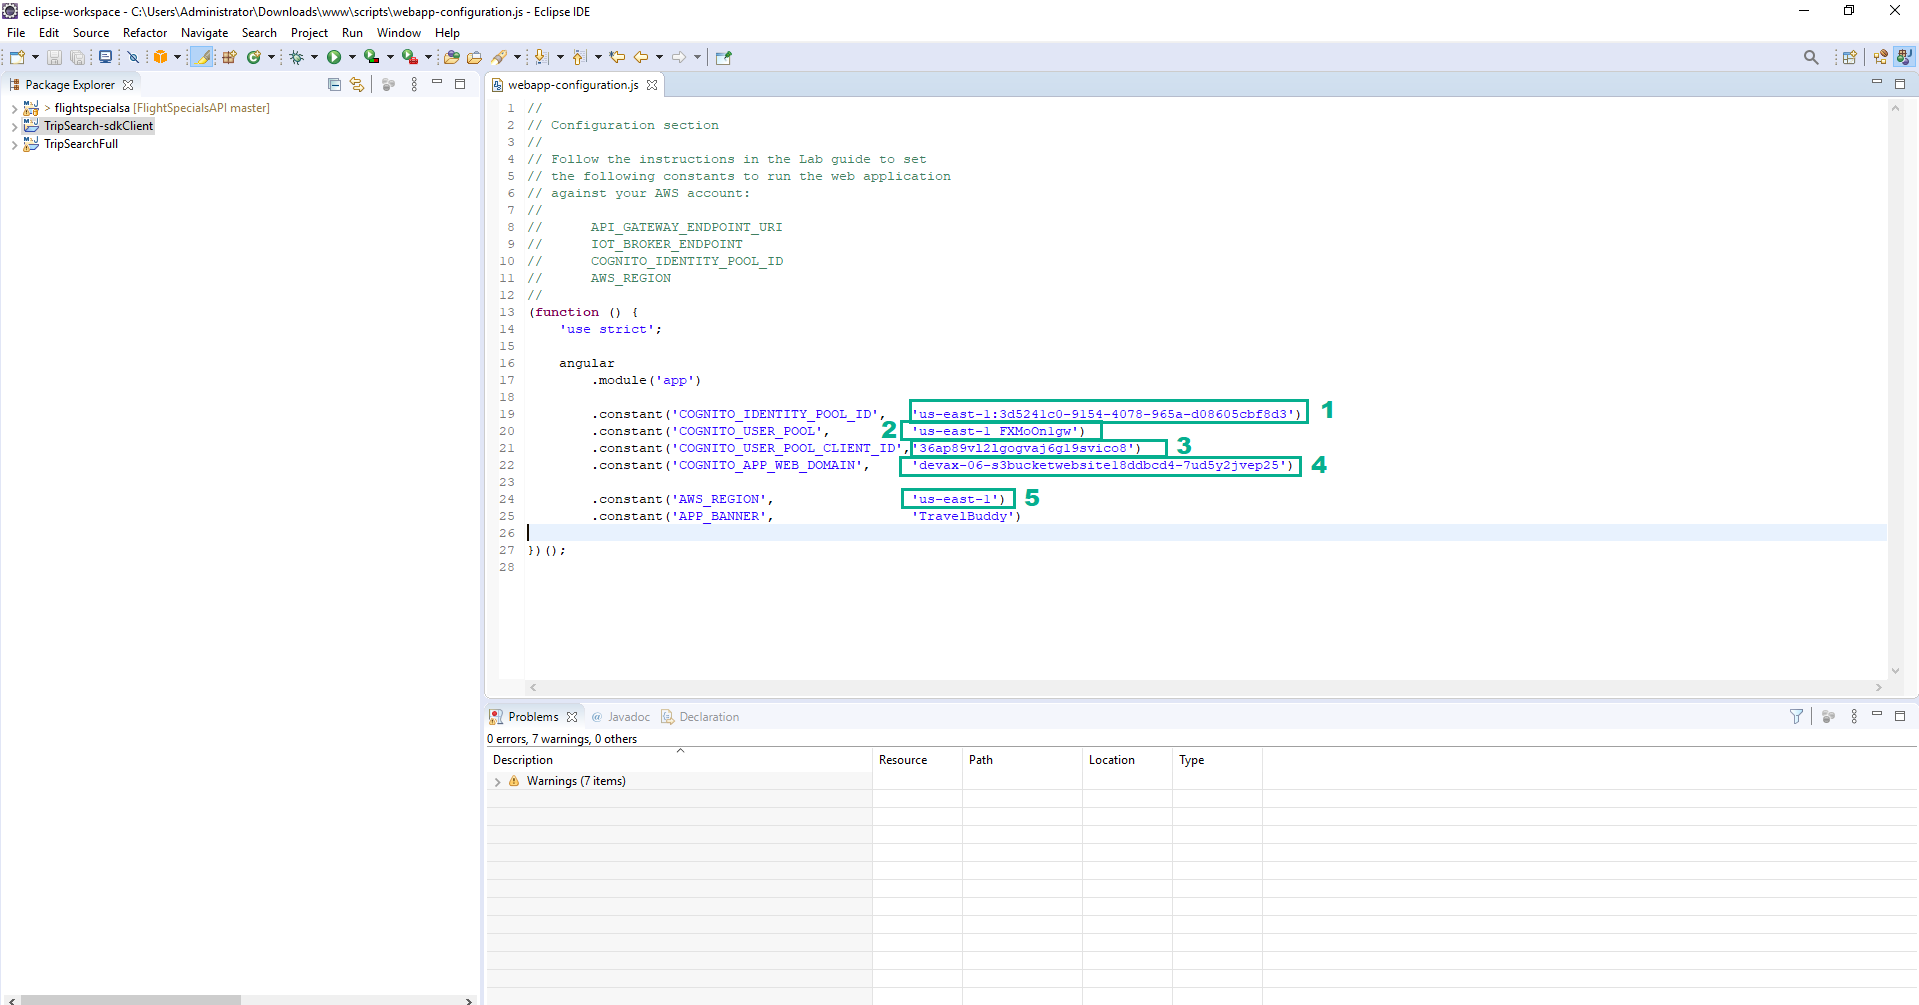 eclipse-workspace - C:\Users\Administrator\Downloads\www\scripts\webapp-configuration.js - Eclipse IDE
File Edit Source Refactor Navigate Search Project Run Window Help
Package Explorer
> flightspecialsa [FlightSpecialsAPI master]
TripSearch-sdkClient
TripSearchFull
webapp-configuration.js
1 //
2 // Configuration section
3 //
4 // Follow the instructions in the Lab guide to set
5 // the following constants to run the web application
6 // against your AWS account:
7 //
8 // API_GATEWAY_ENDPOINT_URI
9 // IOT_BROKER_ENDPOINT
10 // COGNITO_IDENTITY_POOL_ID
11 // AWS_REGION
12 //
13 (function () {
14 'use strict';
15
16 angular
17 .module('app')
18
19 .constant('COGNITO_IDENTITY_POOL_ID', 'us-east-1:3d5241c0-9154-4078-965a-d08605cbf8d3') 1
20 .constant('COGNITO_USER_POOL', 2 'us-east-1_FXMoOn1gw')
21 .constant('COGNITO_USER_POOL_CLIENT_ID', '36ap89vl2lgogvaj6g19svico8') 3
22 .constant('COGNITO_APP_WEB_DOMAIN', 'devax-06-s3bucketwebsite18ddbcd4-7ud5y2jvep25') 4
23
24 .constant('AWS_REGION', 'us-east-1') 5
25 .constant('APP_BANNER', 'TravelBuddy')
26
27 })();
28
Problems @ Javadoc Declaration
0 errors, 7 warnings, 0 others
Description Resource Path Location Type
Warnings (7 items)